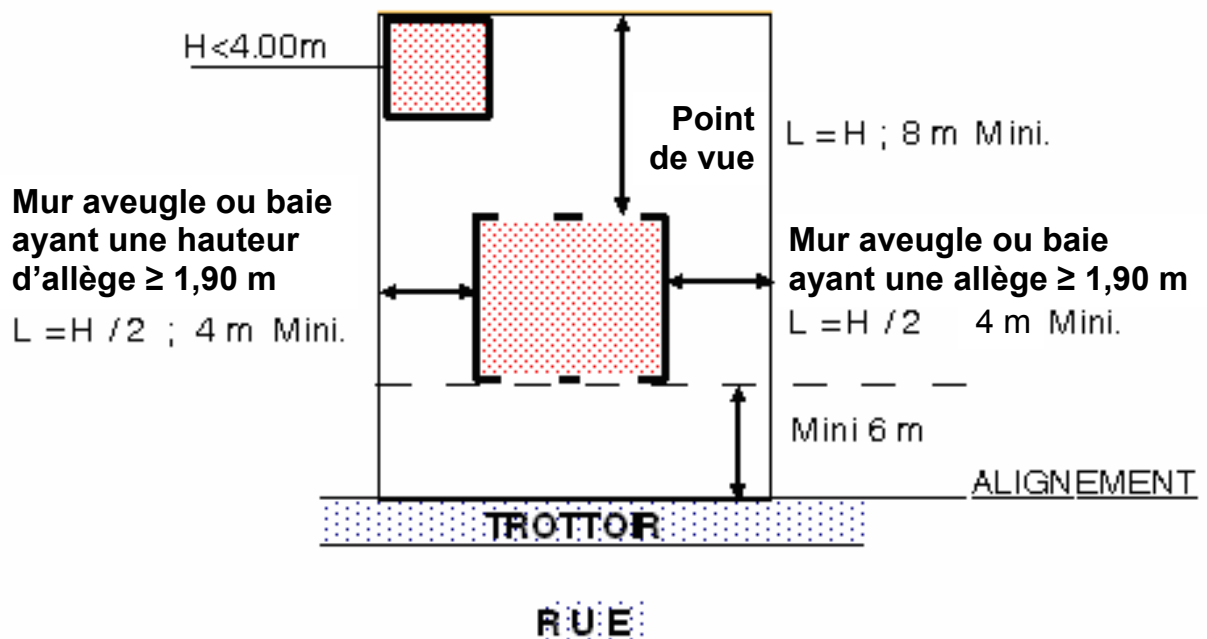 H<4.00m
Point
de vue
L =H ; 8 m Mini.
Mur aveugle ou baie
ayant une hauteur
d'allège ≥ 1,90 m
L =H /2 ; 4 m Mini.
Mur aveugle ou baie
ayant une allège ≥ 1,90 m
L =H /2 4 m Mini.
Mini 6 m
ALIGNEMENT
TROTTOIR
RUE